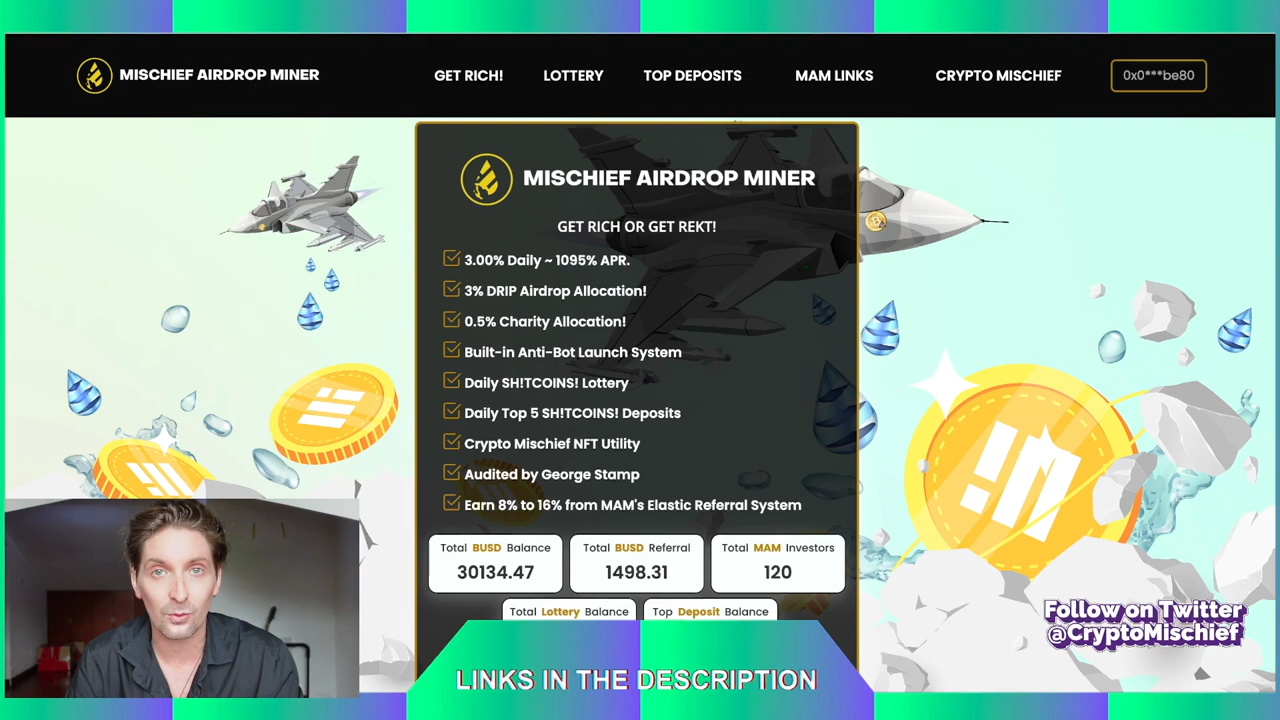 MISCHIEF AIRDROP MINER
GET RICH!
LOTTERY
TOP DEPOSITS
MAM LINKS
CRYPTO MISCHIEF
0x0***be80
MISCHIEF AIRDROP MINER
GET RICH OR GET REKT!
3.00% Daily ~ 1095% APR.
3% DRIP Airdrop Allocation!
0.5% Charity Allocation!
Built-in Anti-Bot Launch System
Daily SH!TCOINS! Lottery
Daily Top 5 SH!TCOINS! Deposits
Crypto Mischief NFT Utility
Audited by George Stamp
Earn 8% to 16% from MAM's Elastic Referral System
Total BUSD Balance
30134.47
Total BUSD Referral
1498.31
Total MAM Investors
120
Total Lottery Balance
Top Deposit Balance
Follow on Twitter
@CryptoMischief
LINKS IN THE DESCRIPTION